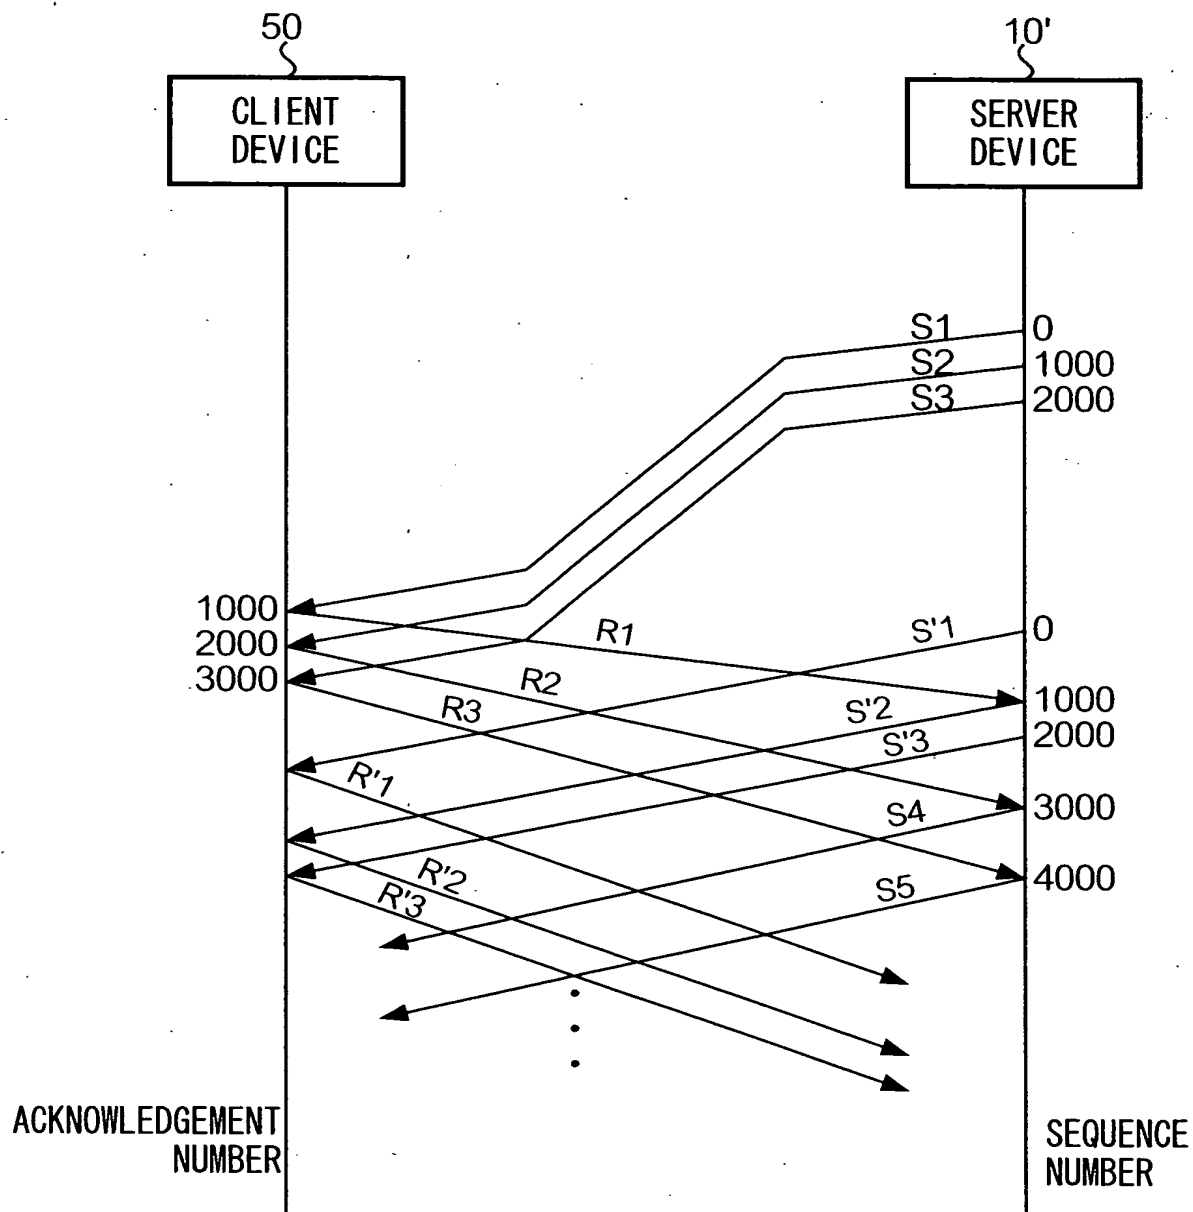 50
10'
CLIENT
DEVICE
SERVER
DEVICE
S1
0
S2
1000
S3
2000
1000
R1
S'1
0
2000
3000
R2
R3
S'2
1000
S'3
2000
R'1
S4
3000
R'2
R'3
S5
4000
ACKNOWLEDGEMENT
NUMBER
SEQUENCE
NUMBER